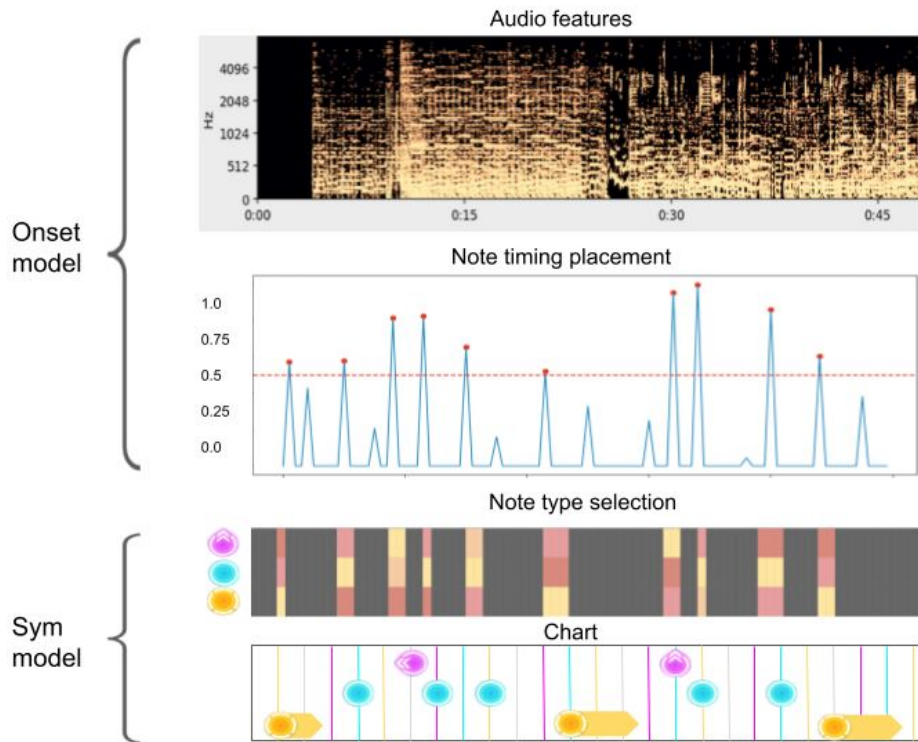 Audio features
4096
2048
1024
512
0
Hz
0:00 0:15 0:30 0:45
Onset
model
Note timing placement
1.0
0.75
0.5
0.25
0.0
Note type selection
Sym
model
Chart